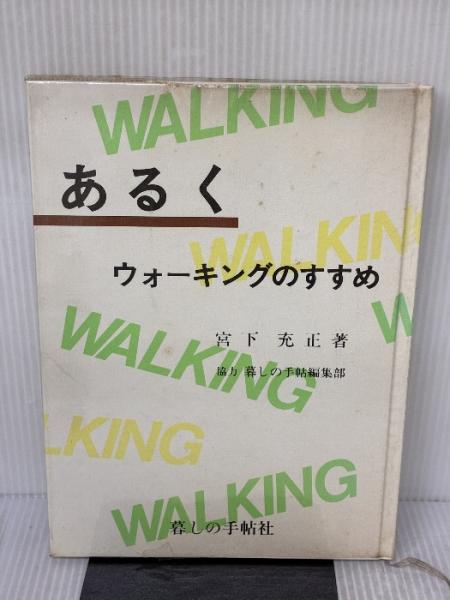 WALKING
あるく
WALKING
ウォーキングのすすめ
WALKING
宮下 充正著
協力 暮しの手帖編集部
WALKING
LKING
WALKING
暮しの手帖社